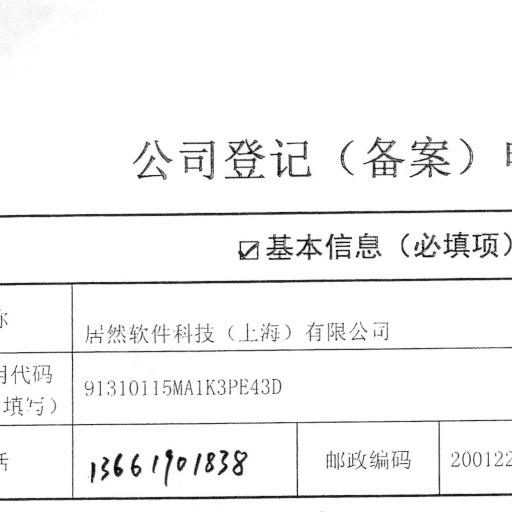 公司登记（备案）申
☑基本信息（必填项）
称
居然软件科技（上海）有限公司
用代码
填写）
91310115MA1K3PE43D
话
13661901838
邮政编码
200122